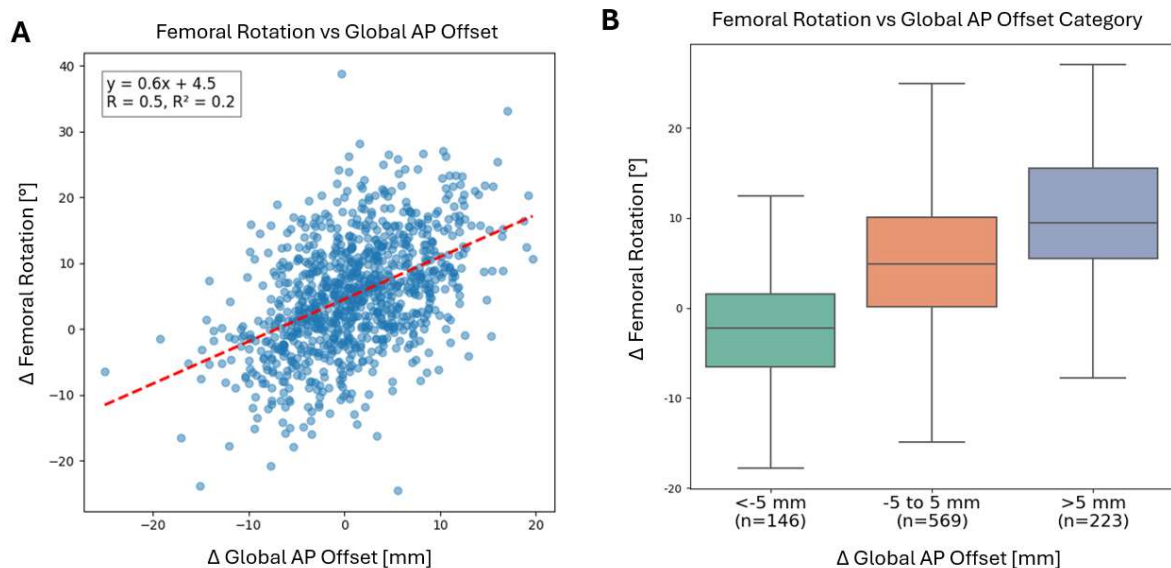 A
Femoral Rotation vs Global AP Offset
y = 0.6x + 4.5
R = 0.5, R² = 0.2
40
30
20
10
0
−10
−20
Δ Femoral Rotation [°]
−20
−10
0
10
20
Δ Global AP Offset [mm]
B
Femoral Rotation vs Global AP Offset Category
20
10
0
-10
-20
Δ Femoral Rotation [°]
<-5 mm
(n=146)
-5 to 5 mm
(n=569)
>5 mm
(n=223)
Δ Global AP Offset [mm]